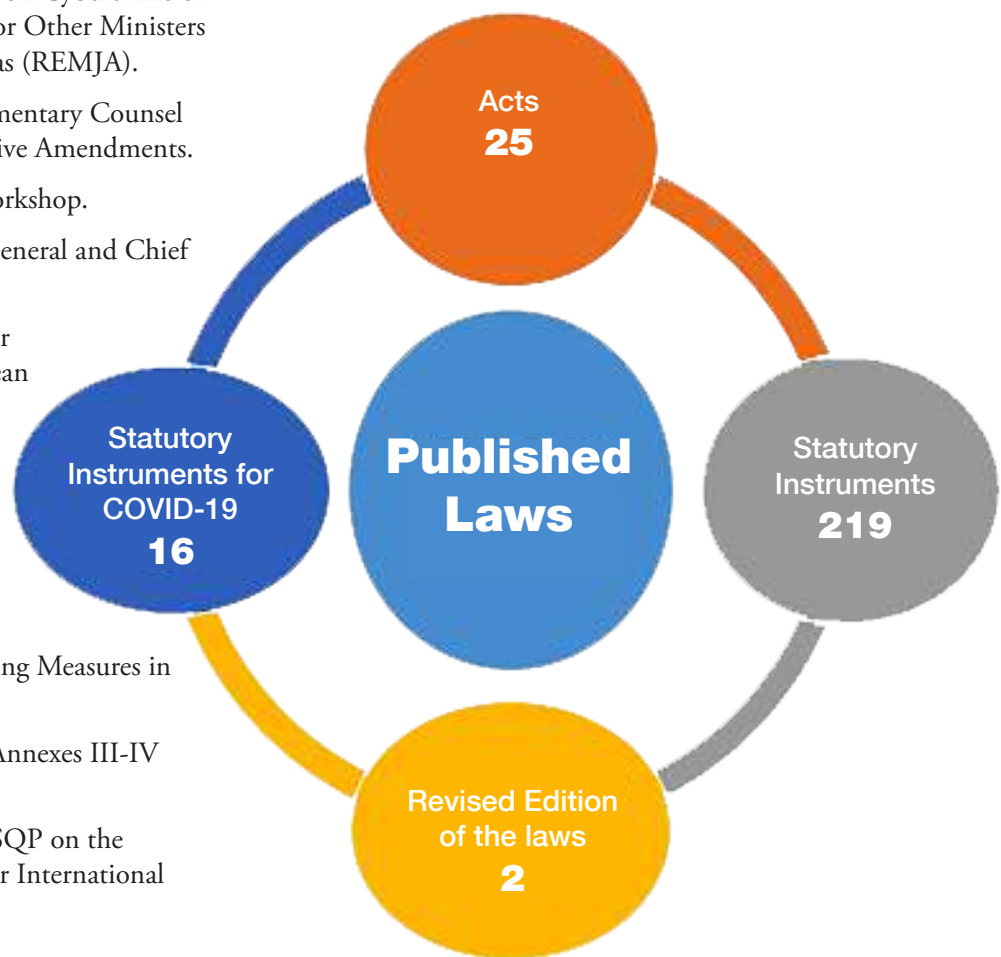 or Other Ministers
as (REMJA).
mentary Counsel
ive Amendments.
orkshop.
eneral and Chief
r
ean
ng Measures in
Annexes III-IV
SQP on the
r International
Acts
25
Statutory
Instruments for
COVID-19
16
Published
Laws
Statutory
Instruments
219
Revised Edition
of the laws
2